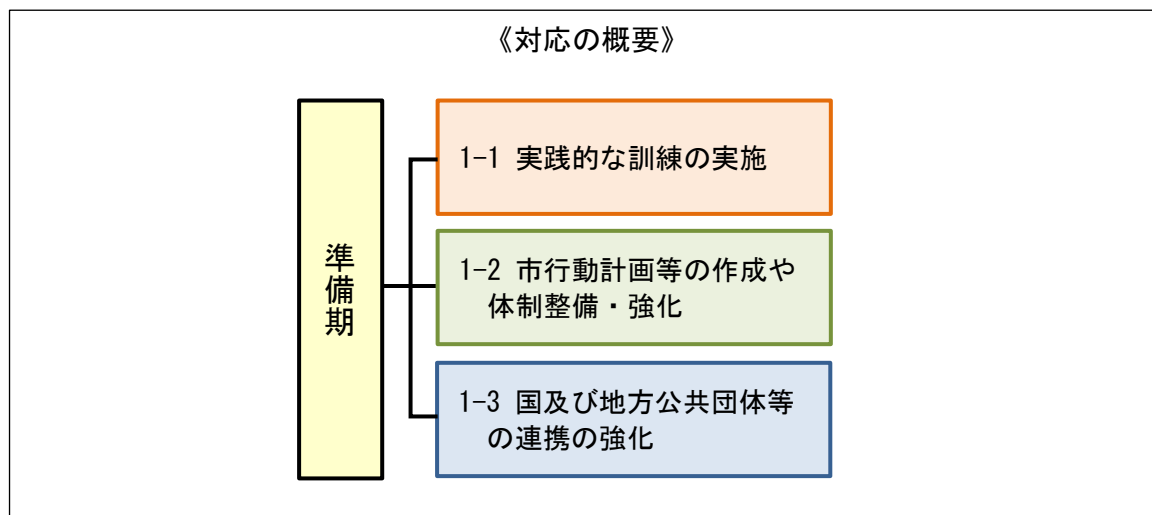 《対応の概要》
準備期
1-1 実践的な訓練の実施
1-2 市行動計画等の作成や
体制整備・強化
1-3 国及び地方公共団体等
の連携の強化